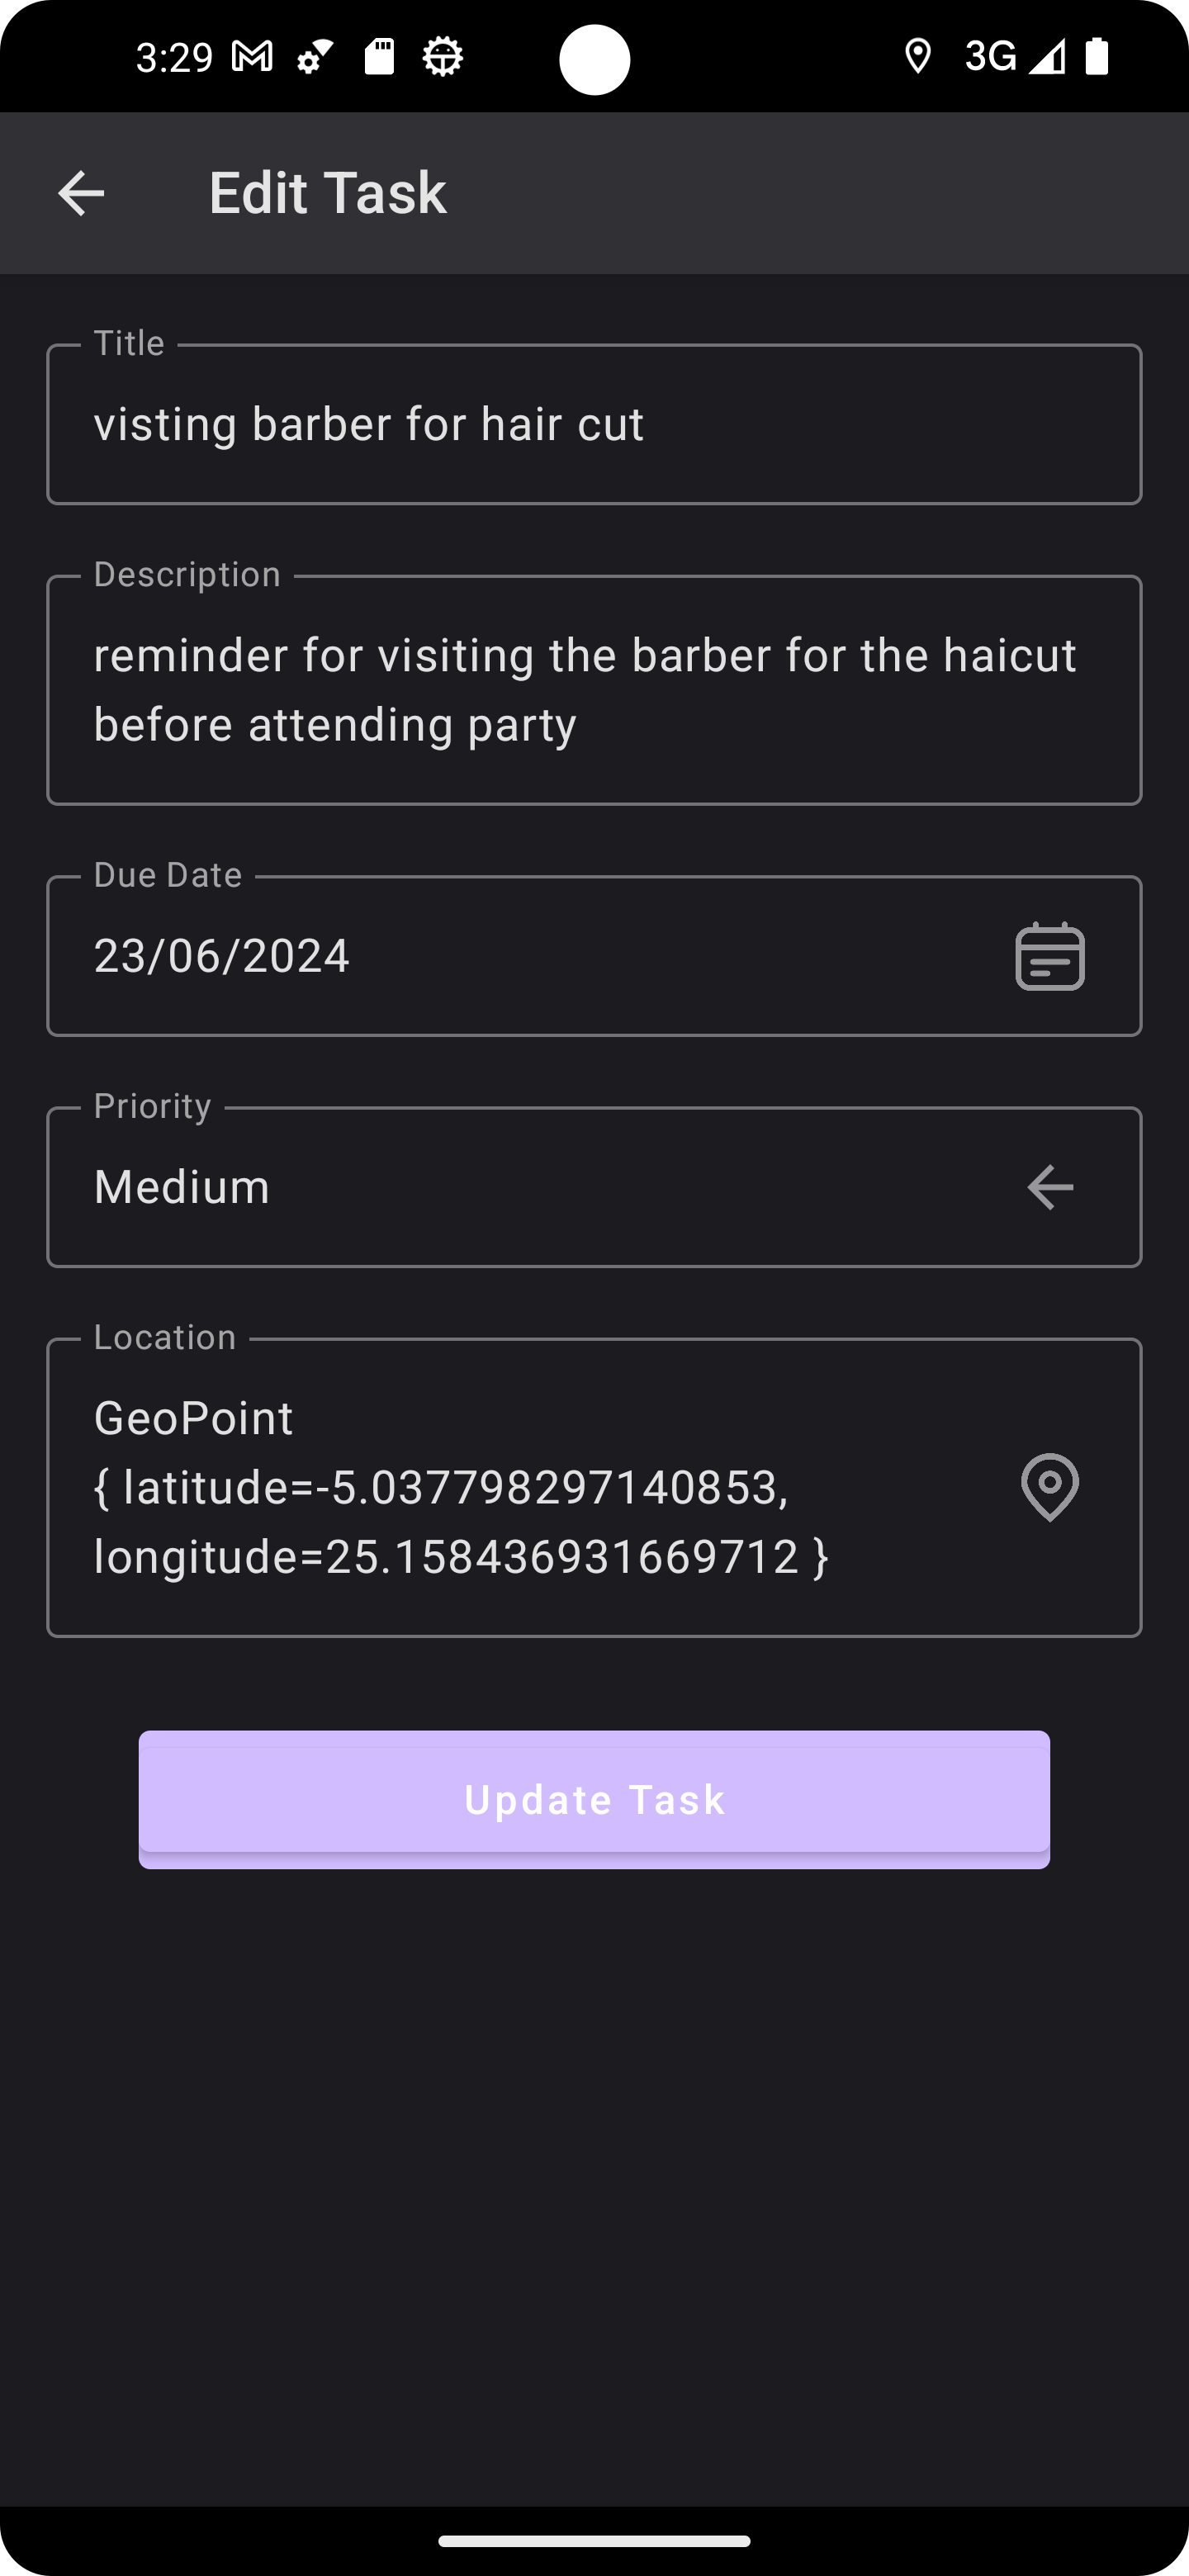 3:29
3G
Edit Task
Title
visting barber for hair cut
Description
reminder for visiting the barber for the haicut
before attending party
Due Date
23/06/2024
Priority
Medium
Location
GeoPoint
{ latitude=-5.037798297140853,
longitude=25.158436931669712 }
Update Task